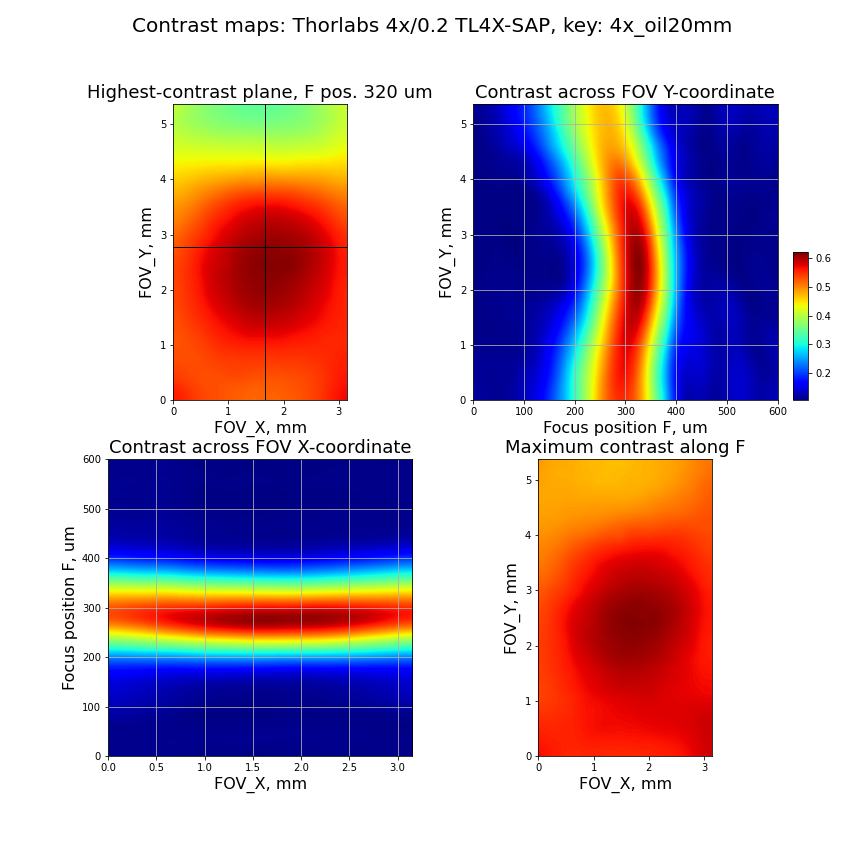 Contrast maps: Thorlabs 4x/0.2 TL4X-SAP, key: 4x_oil20mm
Highest-contrast plane, F pos. 320 um
5
4
3
2
1
0
FOV_Y, mm
0 1 2 3
FOV_X, mm
Contrast across FOV Y-coordinate
5
4
3
2
1
0
FOV_Y, mm
0 100 200 300 400 500 600
Focus position F, um
0.6
0.5
0.4
0.3
0.2
Contrast across FOV X-coordinate
600
500
400
300
200
100
0
Focus position F, um
0.0 0.5 1.0 1.5 2.0 2.5 3.0
FOV_X, mm
Maximum contrast along F
5
4
3
2
1
0
FOV_Y, mm
0 1 2 3
FOV_X, mm